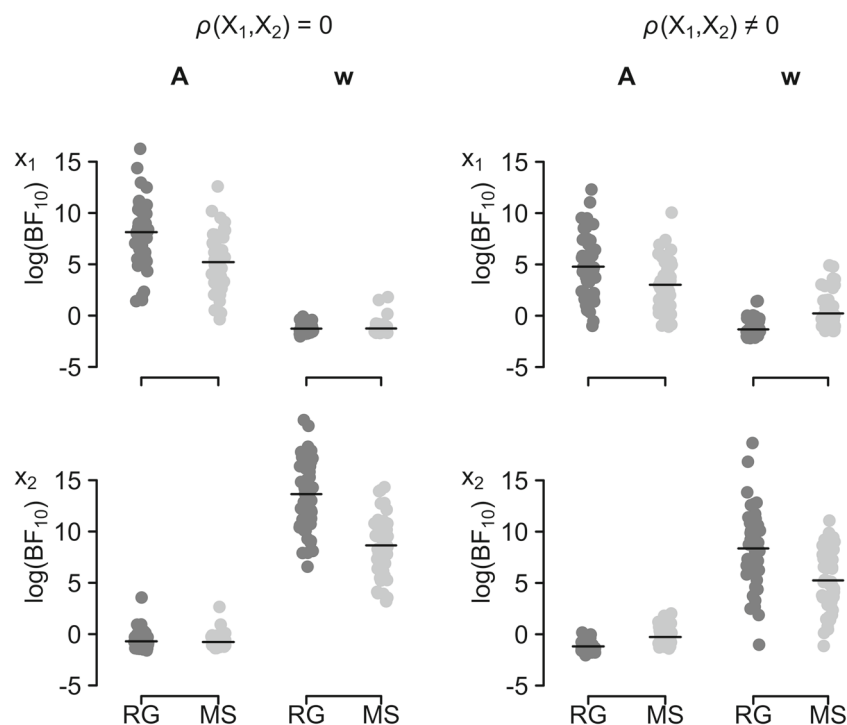 ρ(X₁,X₂) = 0 ρ(X₁,X₂) ≠ 0
A w A w
x₁ 15 x₁ 15
10 10
log(BF₁₀) 5 log(BF₁₀) 5
0 0
-5 -5
x₂ 15 x₂ 15
10 10
log(BF₁₀) 5 log(BF₁₀) 5
0 0
-5 -5
RG MS RG MS RG MS RG MS